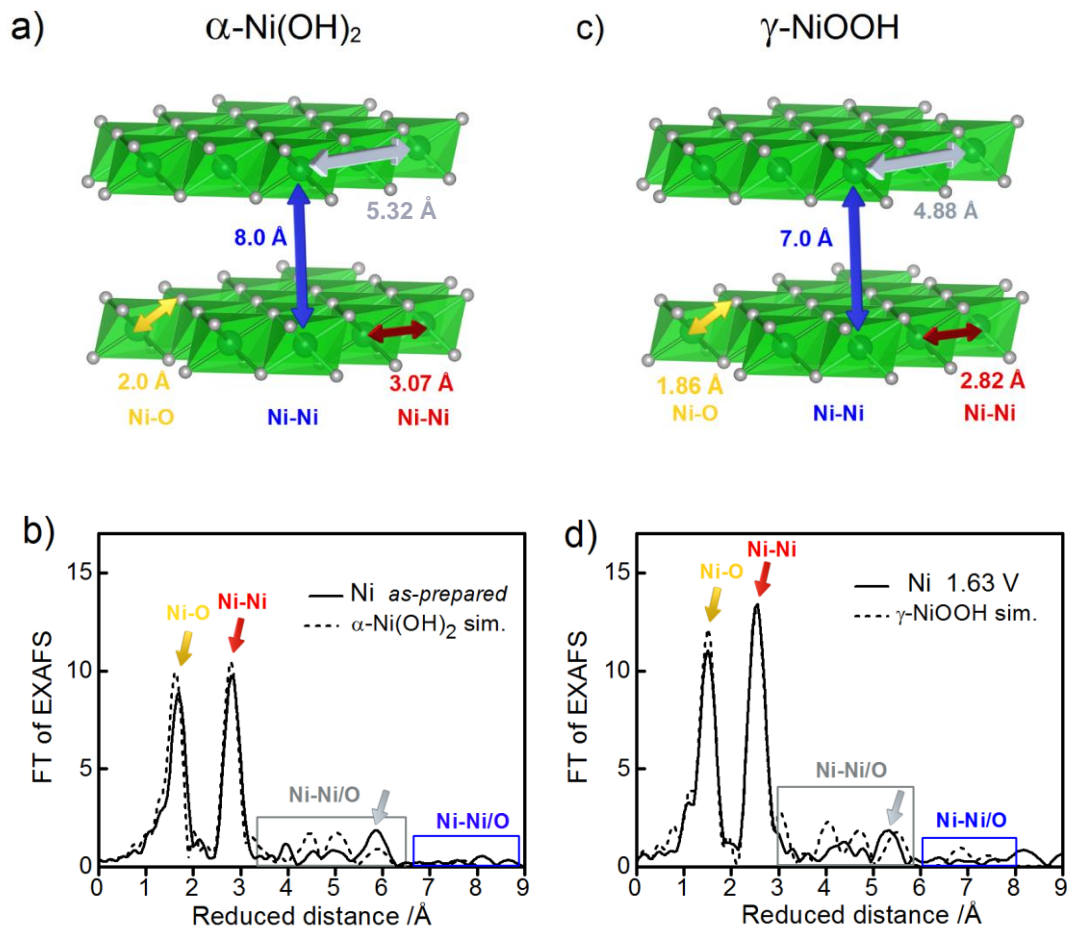 a)
α-Ni(OH)₂
5.32 Å
8.0 Å
2.0 Å
3.07 Å
Ni-O
Ni-Ni
Ni-Ni
c)
γ-NiOOH
4.88 Å
7.0 Å
1.86 Å
2.82 Å
Ni-O
Ni-Ni
Ni-Ni
b)
FT of EXAFS
15
10
5
0
Ni-O
Ni-Ni
Ni as-prepared
α-Ni(OH)₂ sim.
Ni-Ni/O
Ni-Ni/O
0 1 2 3 4 5 6 7 8 9
Reduced distance /Å
d)
FT of EXAFS
15
10
5
0
Ni-O
Ni-Ni
Ni 1.63 V
γ-NiOOH sim.
Ni-Ni/O
Ni-Ni/O
0 1 2 3 4 5 6 7 8 9
Reduced distance /Å